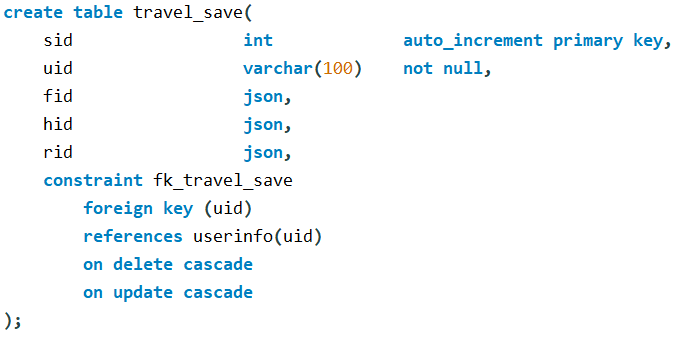 create table travel_save(
    sid                 int             auto_increment primary key,
    uid                 varchar(100)    not null,
    fid                 json,
    hid                 json,
    rid                 json,
    constraint fk_travel_save
        foreign key (uid)
        references userinfo(uid)
        on delete cascade
        on update cascade
);